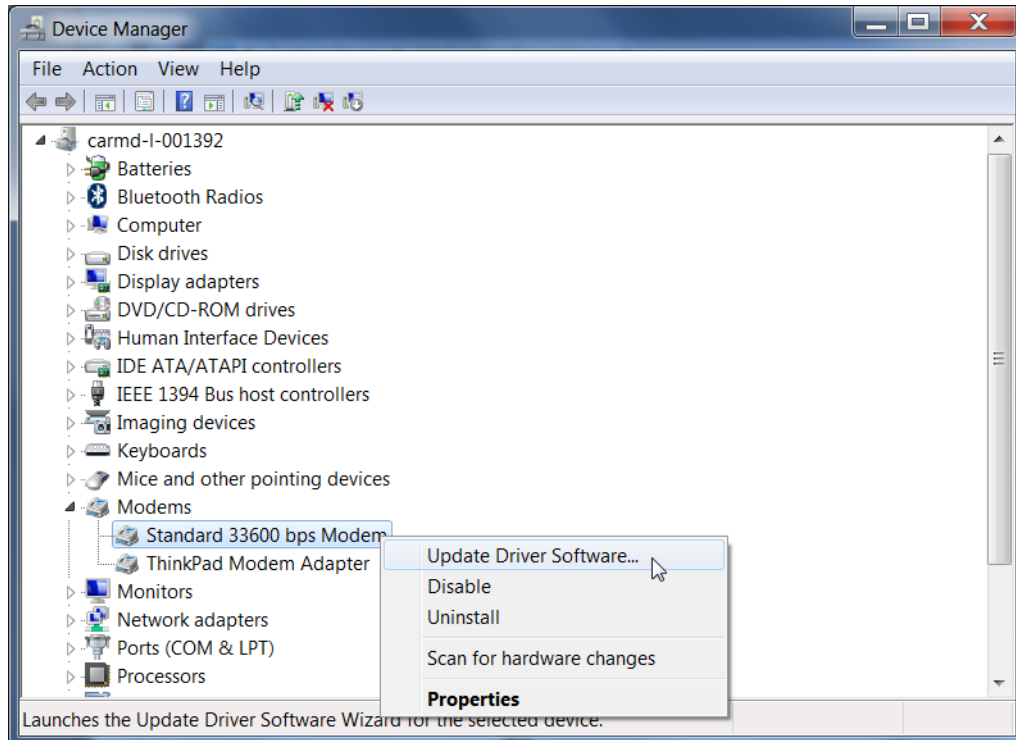 Device Manager
File Action View Help
carmd-l-001392
Batteries
Bluetooth Radios
Computer
Disk drives
Display adapters
DVD/CD-ROM drives
Human Interface Devices
IDE ATA/ATAPI controllers
IEEE 1394 Bus host controllers
Imaging devices
Keyboards
Mice and other pointing devices
Modems
Standard 33600 bps Modem
ThinkPad Modem Adapter
Monitors
Network adapters
Ports (COM & LPT)
Processors
Update Driver Software...
Disable
Uninstall
Scan for hardware changes
Properties
Launches the Update Driver Software Wizard for the selected device.